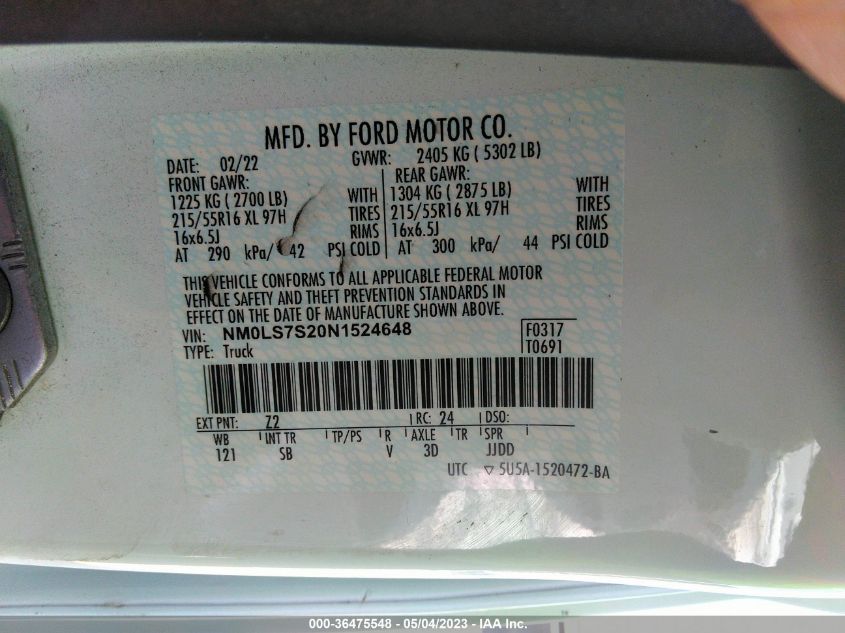 MFD. BY FORD MOTOR CO.
DATE: 02/22 GVWR: 2405 KG ( 5302 LB)
FRONT GAWR: REAR GAWR:
1225 KG ( 2700 LB) WITH 1304 KG ( 2875 LB) WITH
215/55R16 XL 97H TIRES 215/55R16 XL 97H TIRES
16x6.5J RIMS 16x6.5J RIMS
AT 290 kPa/ 42 PSI COLD AT 300 kPa/ 44 PSI COLD
THIS VEHICLE CONFORMS TO ALL APPLICABLE FEDERAL MOTOR
VEHICLE SAFETY AND THEFT PREVENTION STANDARDS IN
EFFECT ON THE DATE OF MANUFACTURE SHOWN ABOVE.
VIN: NM0LS7S20N1524648 F0317
TYPE: Truck T0691
EXT PNT: Z2 RC: 24 DSO:
WB INT TR TP/PS R AXLE TR SPR
121 SB V 3D JJDD
UTC ▽ 5U5A-1520472-BA
000-36475548 - 05/04/2023 - IAA Inc.